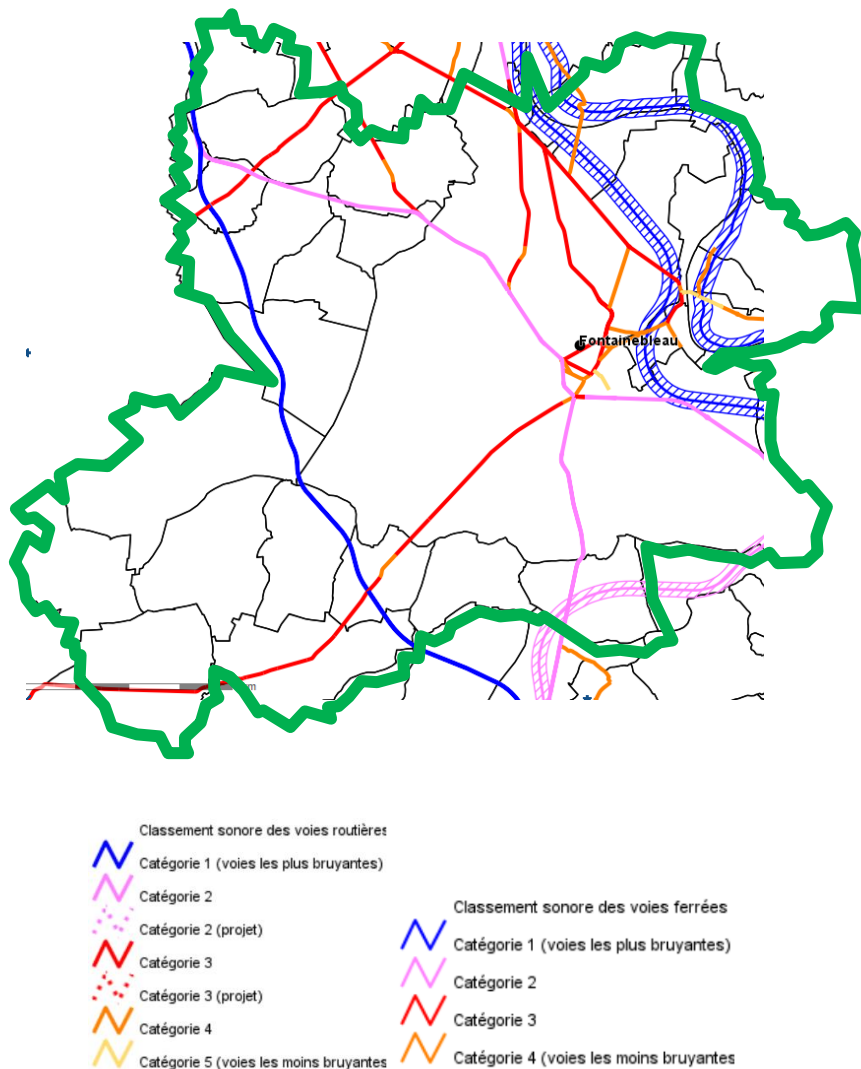 Fontainebleau
m
Classement sonore des voies routières
Catégorie 1 (voies les plus bruyantes)
Catégorie 2
Catégorie 2 (projet)
Catégorie 3
Catégorie 3 (projet)
Catégorie 4
Catégorie 5 (voies les moins bruyantes
Classement sonore des voies ferrées
Catégorie 1 (voies les plus bruyantes)
Catégorie 2
Catégorie 3
Catégorie 4 (voies les moins bruyantes